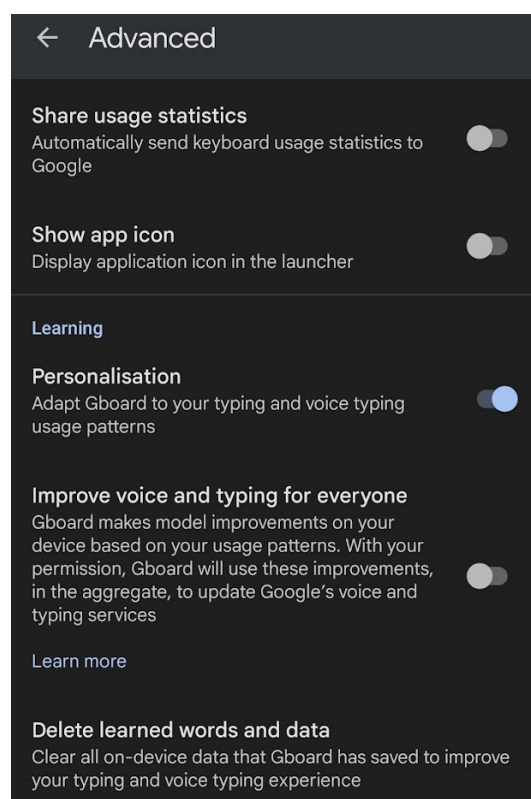 Advanced
Share usage statistics
Automatically send keyboard usage statistics to
Google
Show app icon
Display application icon in the launcher
Learning
Personalisation
Adapt Gboard to your typing and voice typing
usage patterns
Improve voice and typing for everyone
Gboard makes model improvements on your
device based on your usage patterns. With your
permission, Gboard will use these improvements,
in the aggregate, to update Google's voice and
typing services
Learn more
Delete learned words and data
Clear all on-device data that Gboard has saved to improve
your typing and voice typing experience